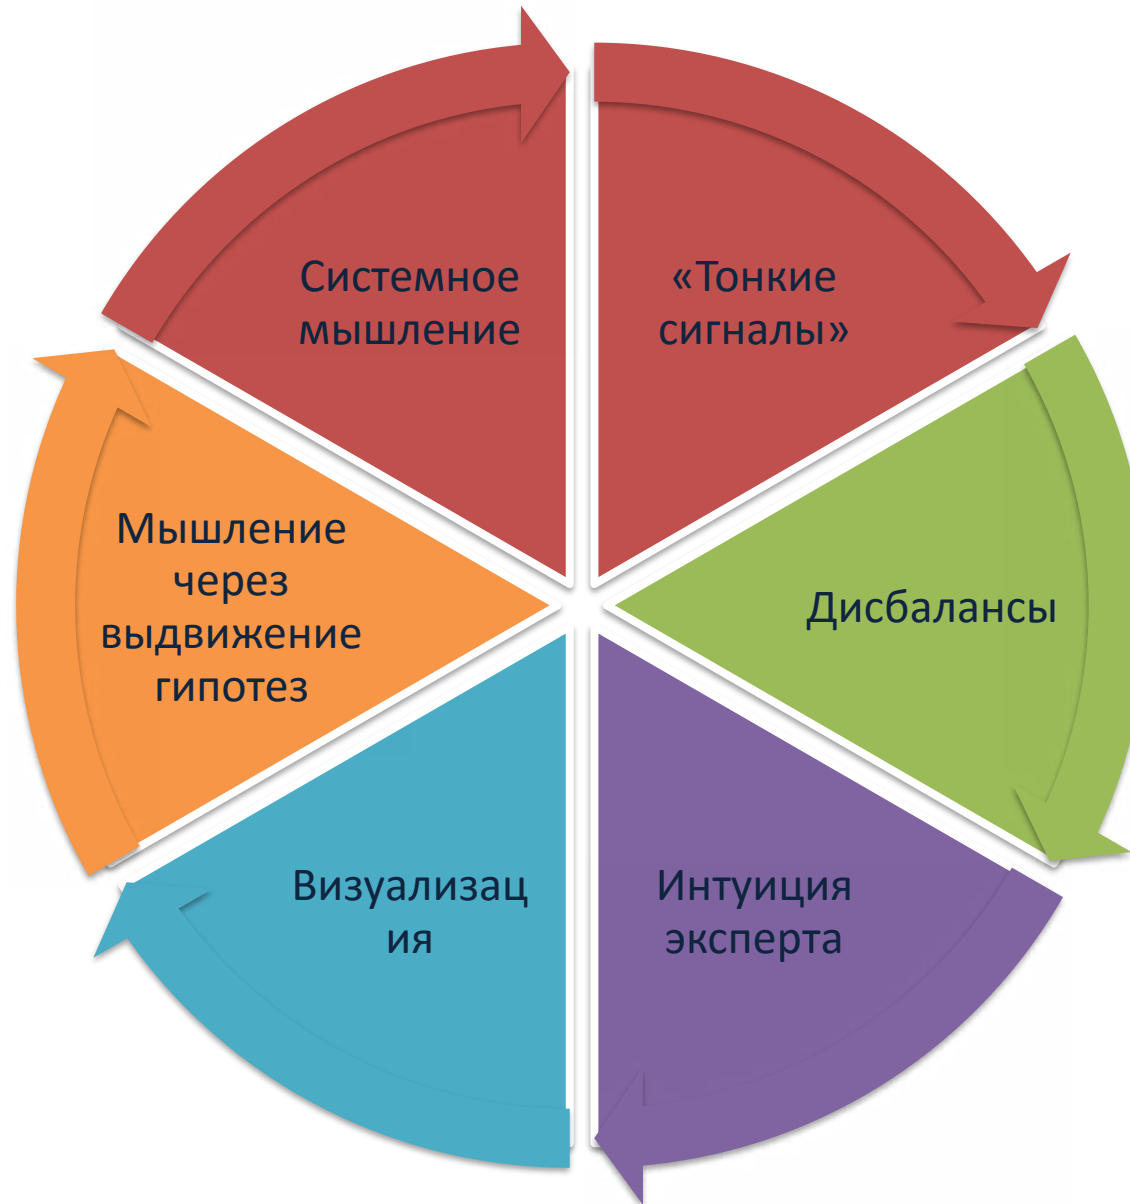 Системное
мышление
«Тонкие
сигналы»
Мышление
через
выдвижение
гипотез
Дисбалансы
Визуализац
ия
Интуиция
эксперта